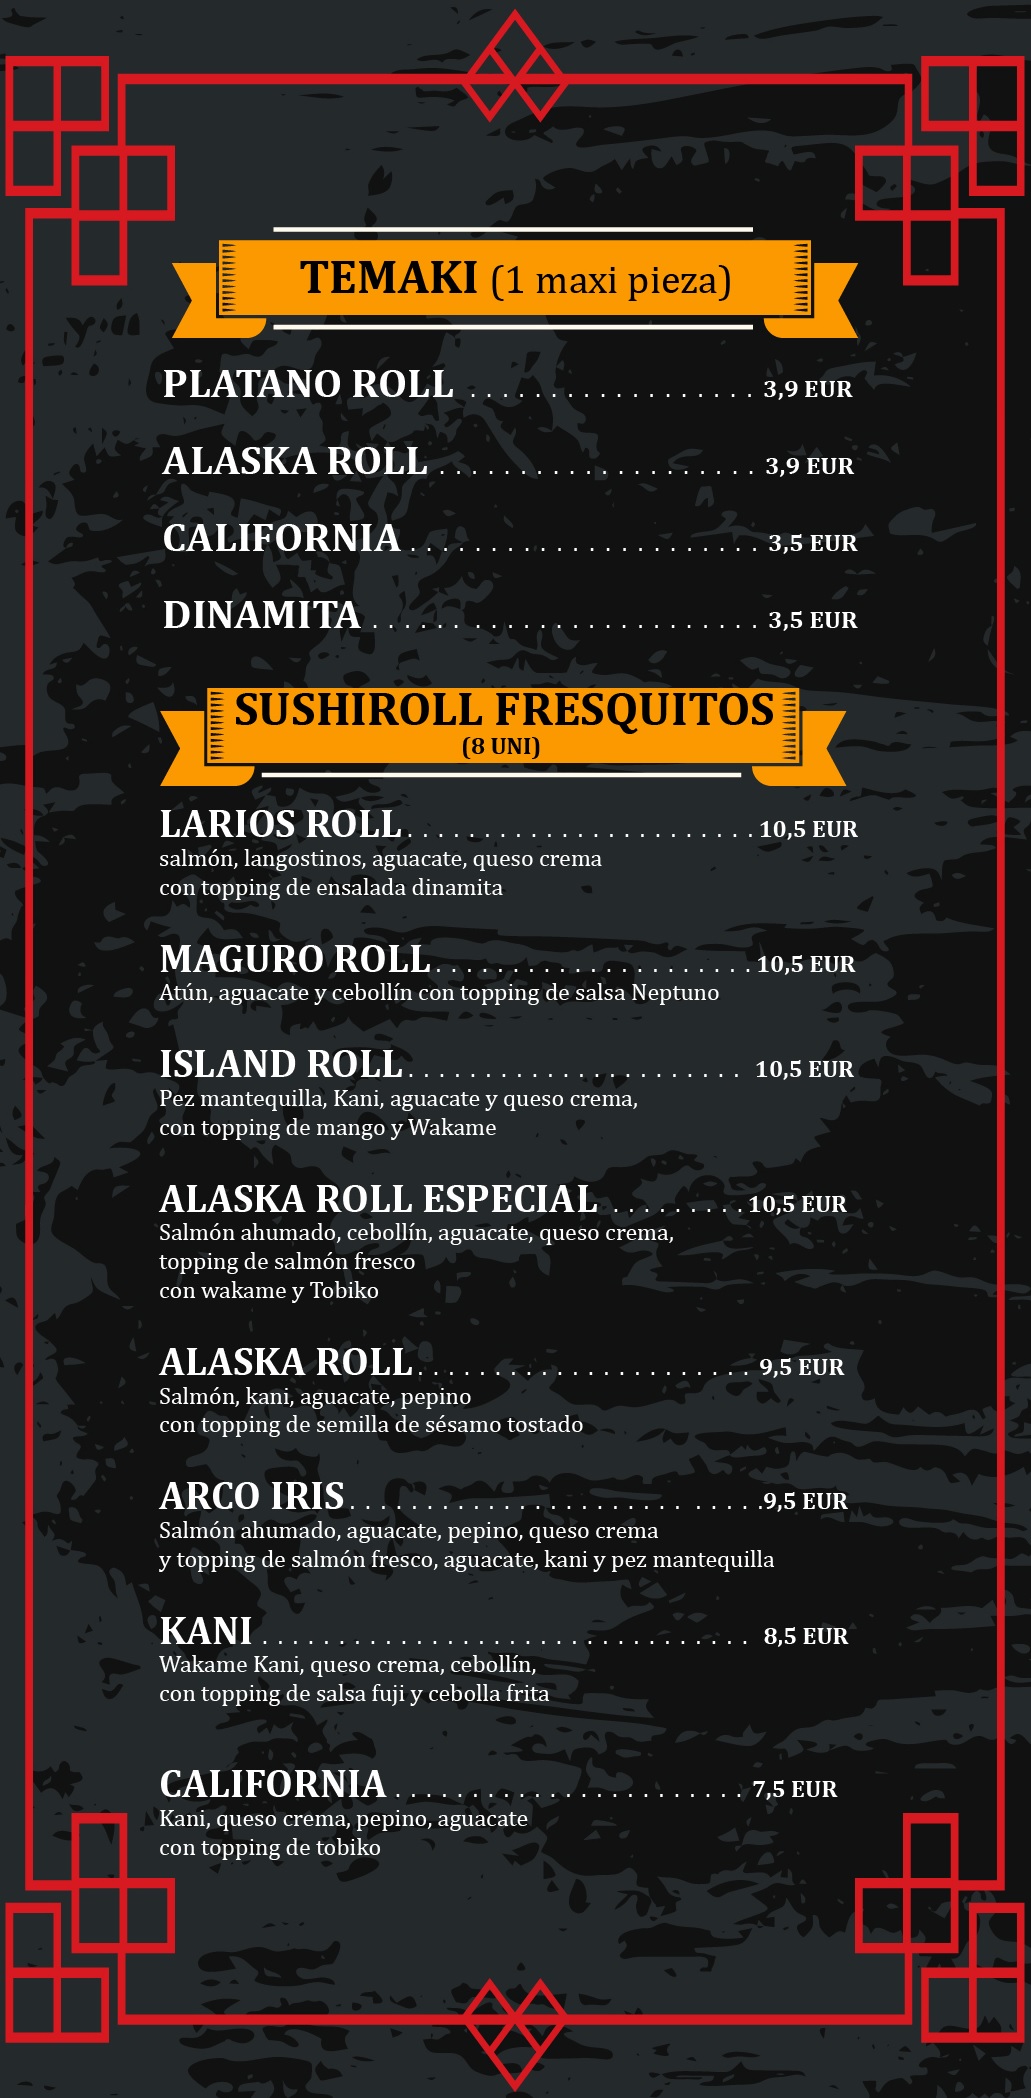 TEMAKI (1 maxi pieza)
PLATANO ROLL . . . . . . . . . . . . . . . . . . 3,9 EUR
ALASKA ROLL . . . . . . . . . . . . . . . . . . . . 3,9 EUR
CALIFORNIA . . . . . . . . . . . . . . . . . . . . . . 3,5 EUR
DINAMITA . . . . . . . . . . . . . . . . . . . . . . . . 3,5 EUR
SUSHIROLL FRESQUITOS
(8 UNI)
LARIOS ROLL . . . . . . . . . . . . . . . . . . . . . . 10,5 EUR
salmón, langostinos, aguacate, queso crema
con topping de ensalada dinamita
MAGURO ROLL . . . . . . . . . . . . . . . . . . . . 10,5 EUR
Atún, aguacate y cebollín con topping de salsa Neptuno
ISLAND ROLL . . . . . . . . . . . . . . . . . . . . . 10,5 EUR
Pez mantequilla, Kani, aguacate y queso crema,
con topping de mango y Wakame
ALASKA ROLL ESPECIAL . . . . . . . . . 10,5 EUR
Salmón ahumado, cebollín, aguacate, queso crema,
topping de salmón fresco
con wakame y Tobiko
ALASKA ROLL . . . . . . . . . . . . . . . . . . . . . 9,5 EUR
Salmón, kani, aguacate, pepino
con topping de semilla de sésamo tostado
ARCO IRIS . . . . . . . . . . . . . . . . . . . . . . . . . . 9,5 EUR
Salmón ahumado, aguacate, pepino, queso crema
y topping de salmón fresco, aguacate, kani y pez mantequilla
KANI . . . . . . . . . . . . . . . . . . . . . . . . . . . . . . 8,5 EUR
Wakame Kani, queso crema, cebollín,
con topping de salsa fuji y cebolla frita
CALIFORNIA . . . . . . . . . . . . . . . . . . . . . . 7,5 EUR
Kani, queso crema, pepino, aguacate
con topping de tobiko